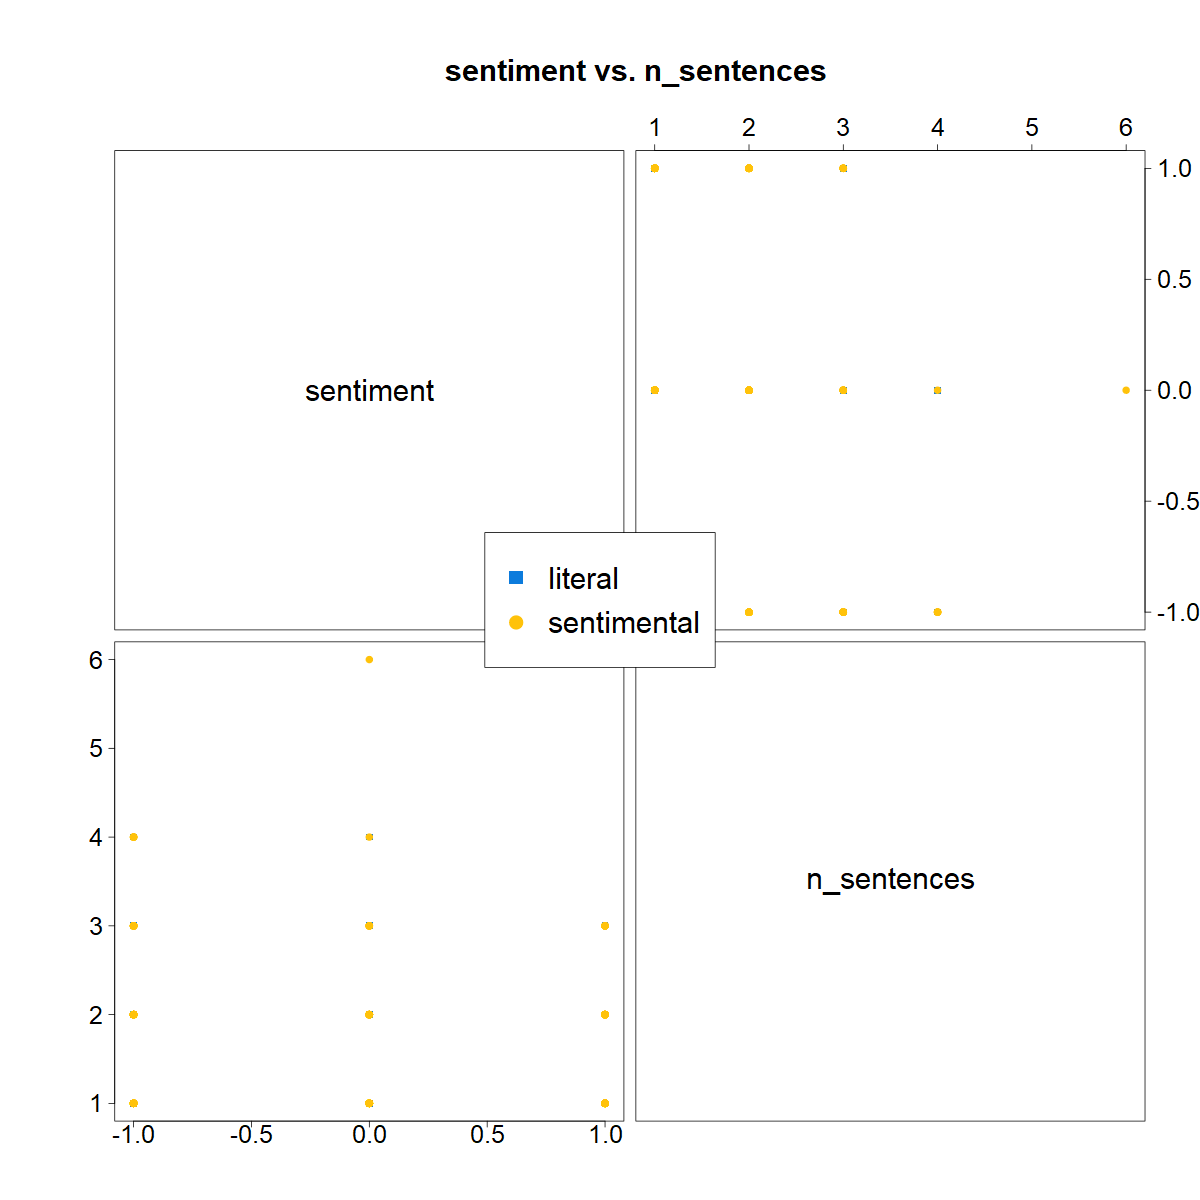 sentiment vs. n_sentences
1 2 3 4 5 6
1.0
0.5
0.0
-0.5
-1.0
sentiment
literal
sentimental
6
5
4
3
2
1
n_sentences
-1.0 -0.5 0.0 0.5 1.0